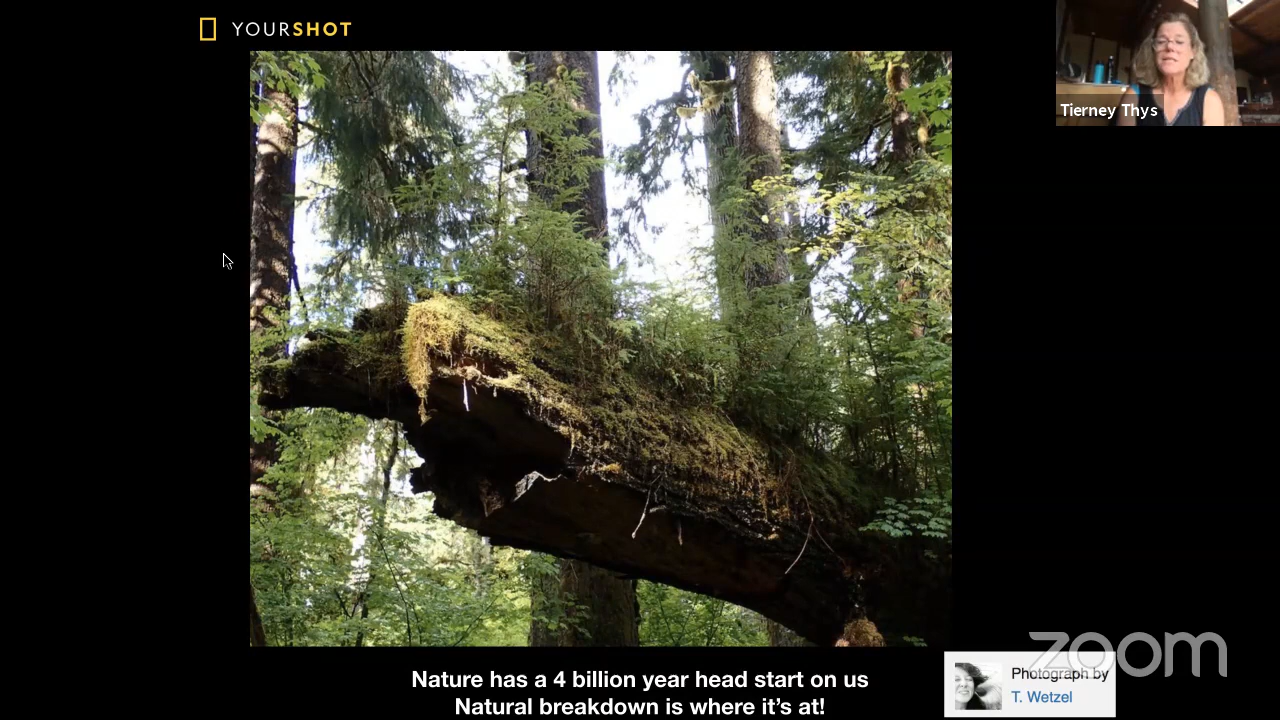 YOURSHOT
Tierney Thys
Nature has a 4 billion year head start on us
Natural breakdown is where it's at!
Photograph by
T. Wetzel
zoom